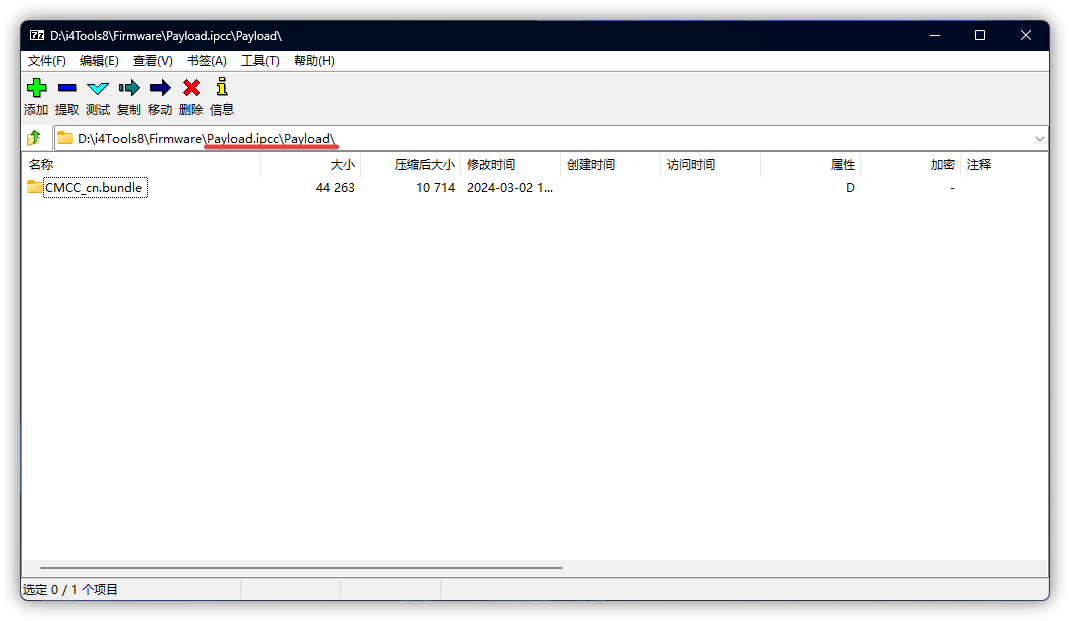 D:\i4Tools8\Firmware\Payload.ipcc\Payload\
文件(F) 编辑(E) 查看(V) 书签(A) 工具(T) 帮助(H)
添加 提取 测试 复制 移动 删除 信息
D:\i4Tools8\Firmware\Payload.ipcc\Payload\
名称 大小 压缩后大小 修改时间 创建时间 访问时间 属性 加密 注释
CMCC_cn.bundle 44 263 10 714 2024-03-02 1... D -
选定 0 / 1 个项目